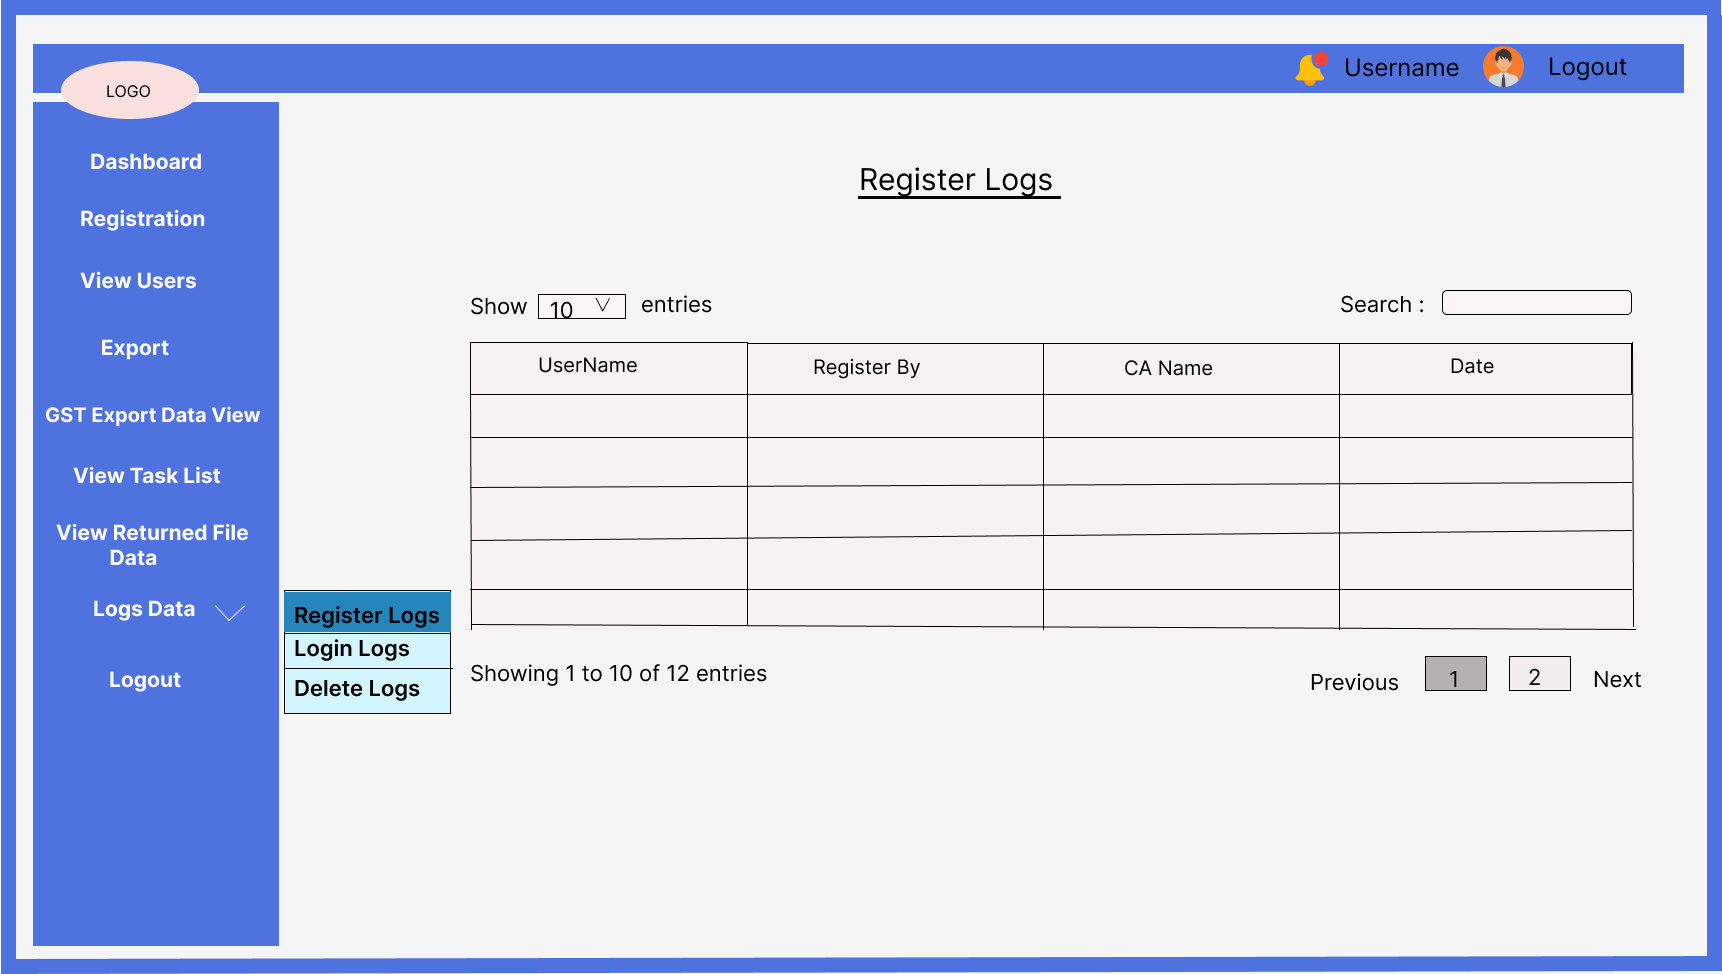 LOGO
Username
Logout
Dashboard
Registration
View Users
Export
GST Export Data View
View Task List
View Returned File
Data
Logs Data
Logout
Register Logs
Login Logs
Delete Logs
Register Logs
Show 10 entries
Search :
UserName Register By CA Name Date
Showing 1 to 10 of 12 entries
Previous 1 2 Next